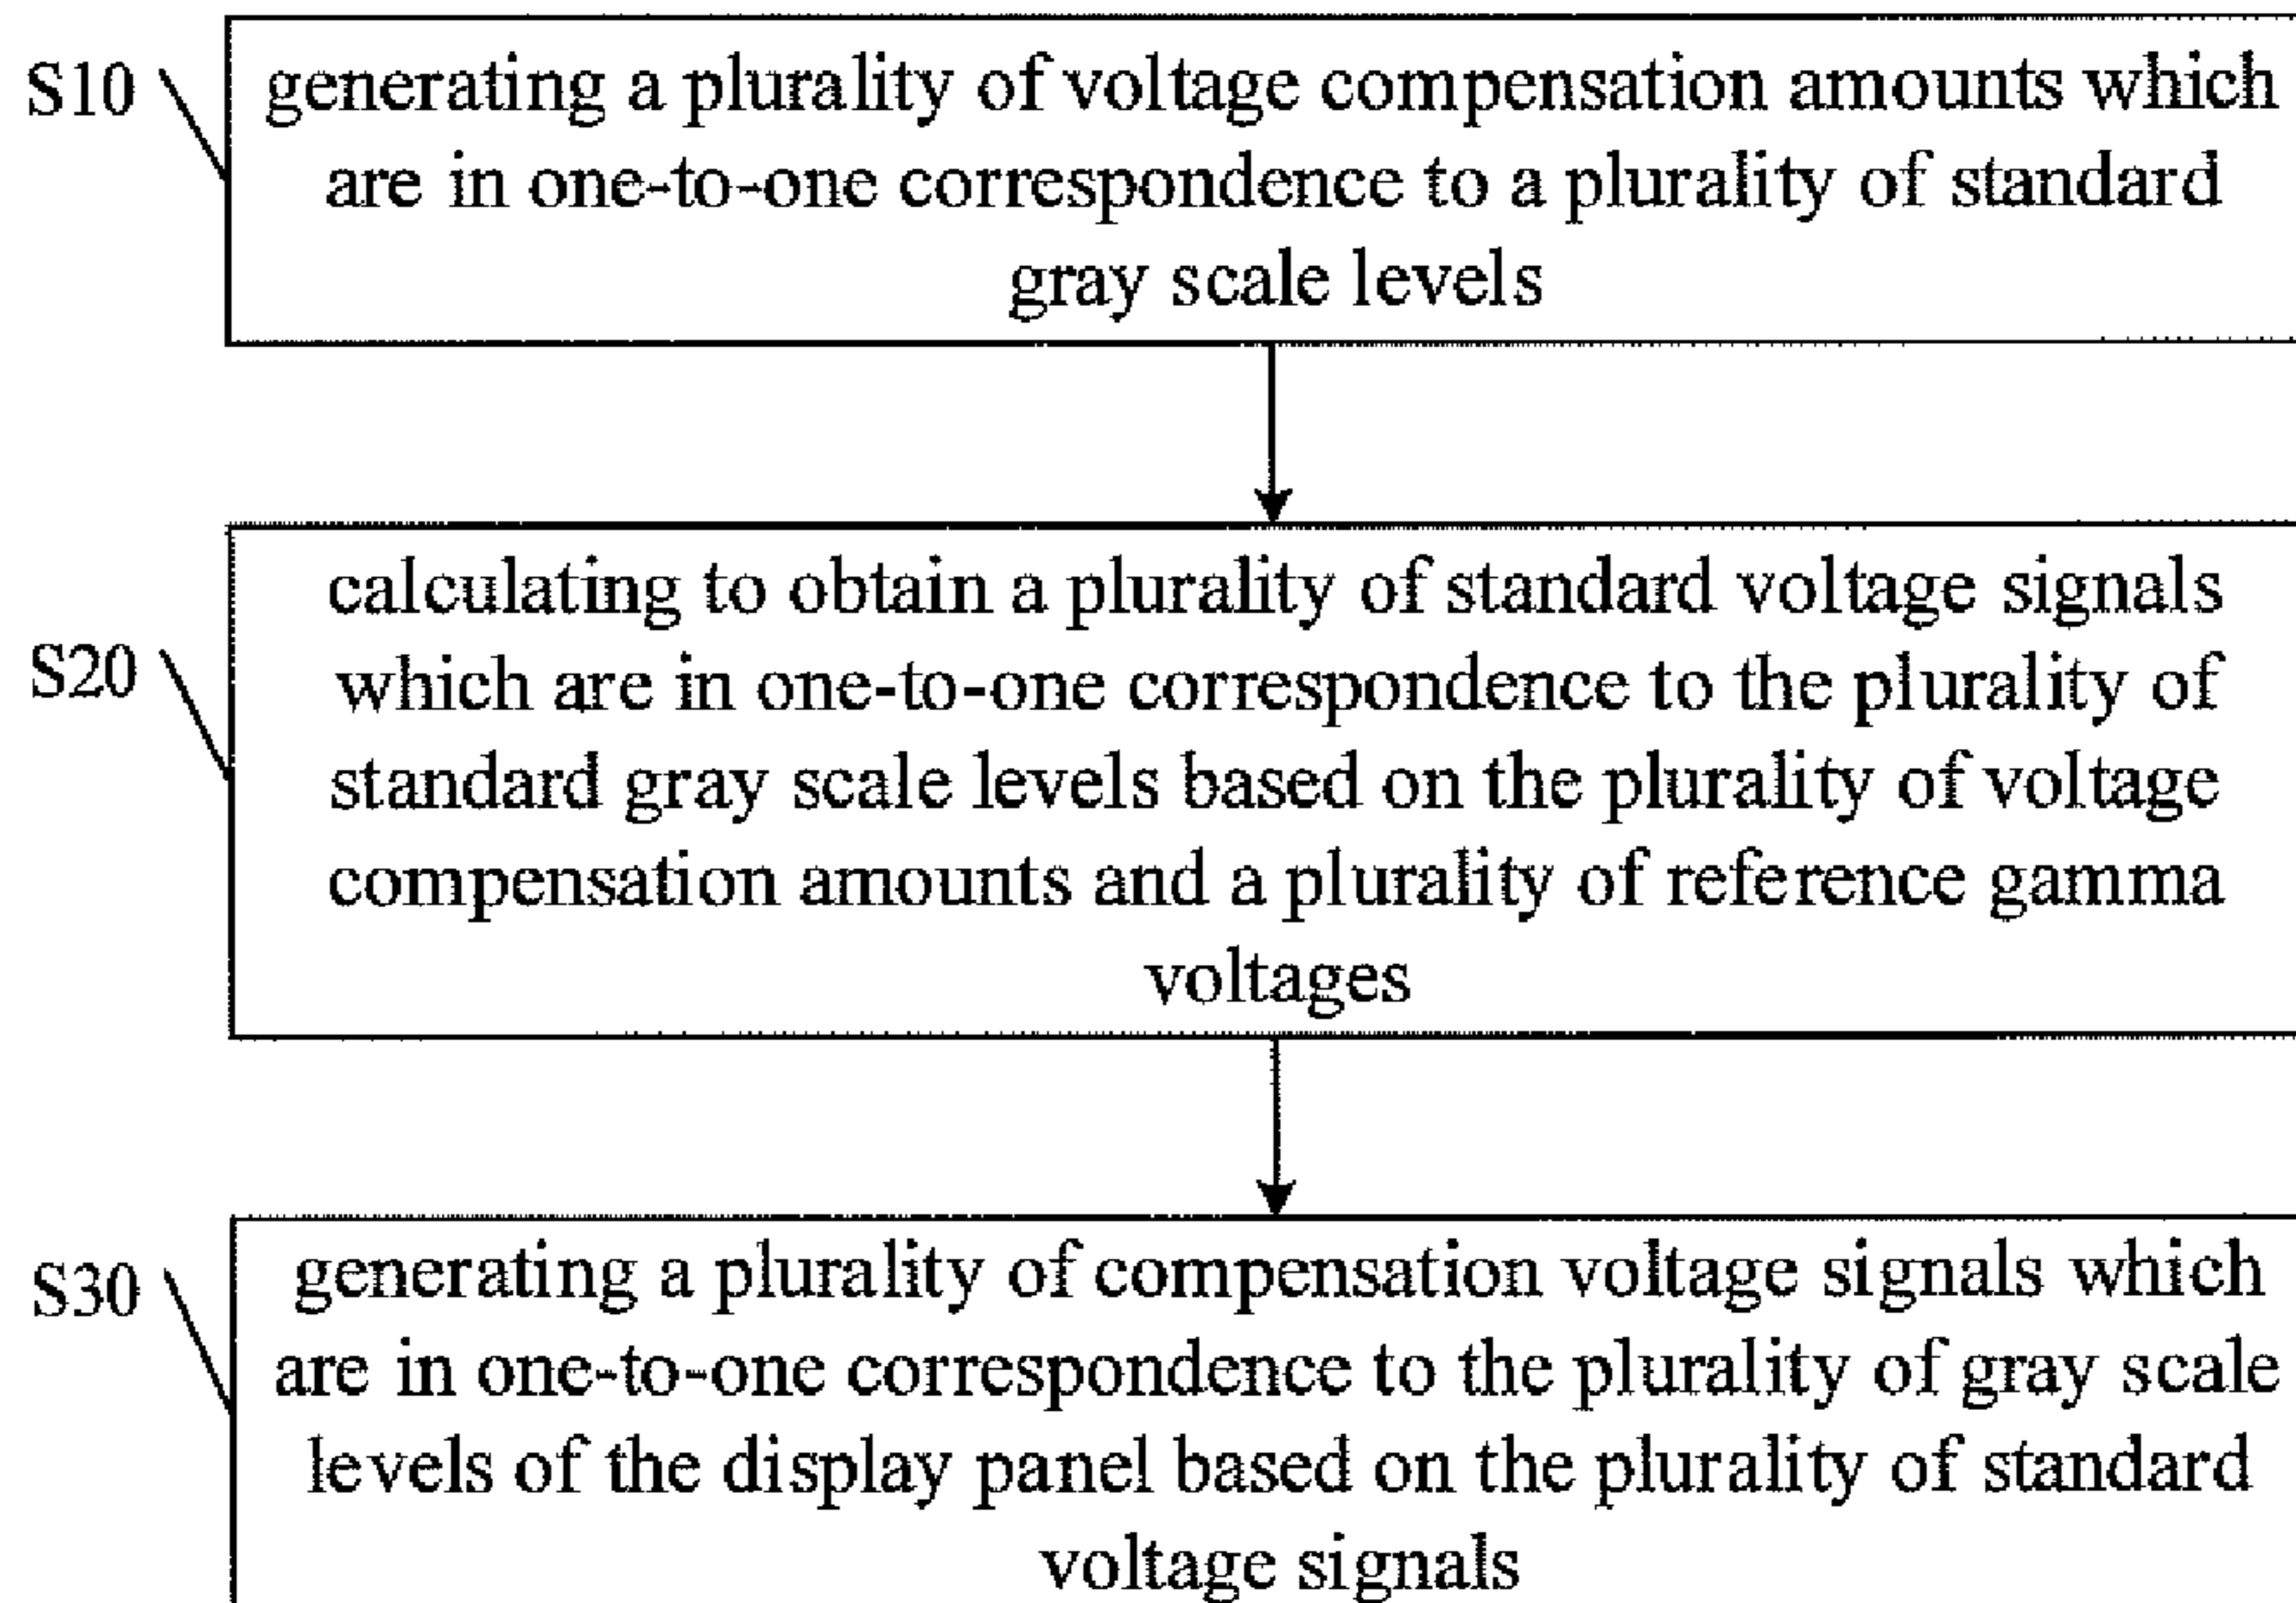 S10
generating a plurality of voltage compensation amounts which
are in one-to-one correspondence to a plurality of standard
gray scale levels
S20
calculating to obtain a plurality of standard voltage signals
which are in one-to-one correspondence to the plurality of
standard gray scale levels based on the plurality of voltage
compensation amounts and a plurality of reference gamma
voltages
S30
generating a plurality of compensation voltage signals which
are in one-to-one correspondence to the plurality of gray scale
levels of the display panel based on the plurality of standard
voltage signals